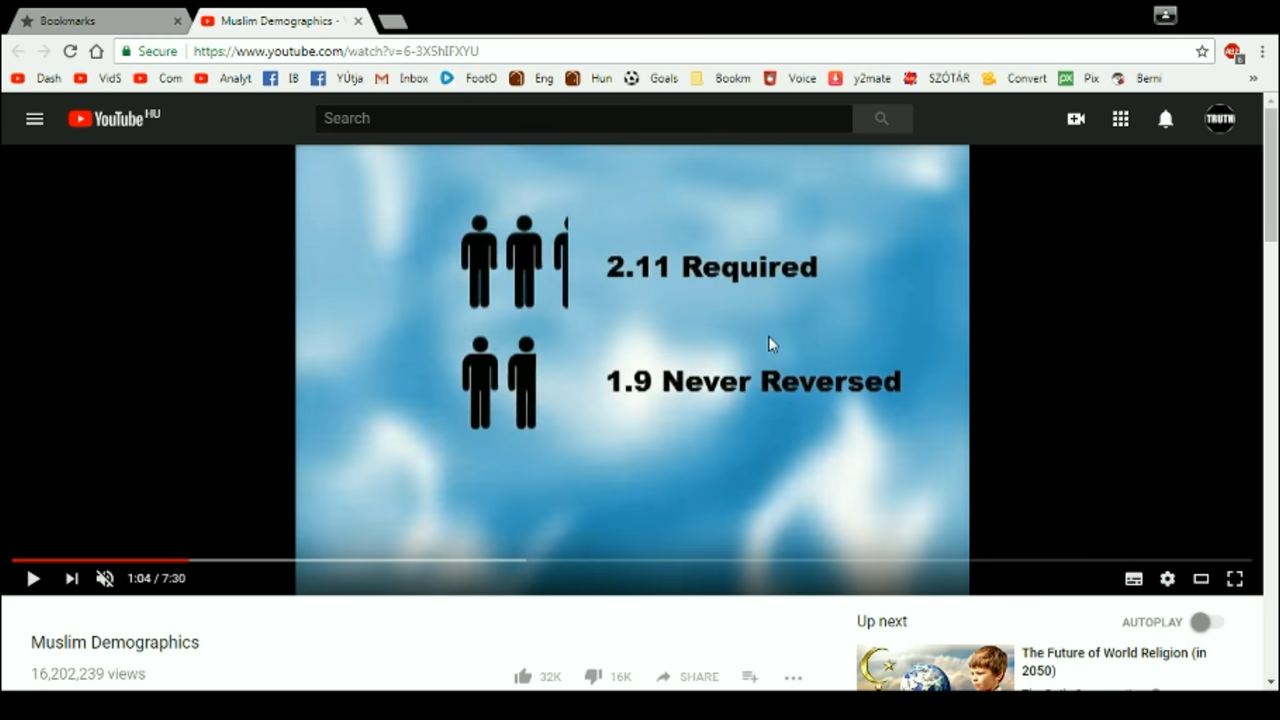 Bookmarks
Muslim Demographics -
Secure https://www.youtube.com/watch?v=6-3X5hIFXYU
Dash VidS Com Analyt IB YÚtja Inbox FootO Eng Hun Goals Bookm Voice y2mate SZÓTÁR Convert Pix Berni »
YouTube HU
Search
TRUTH
2.11 Required
1.9 Never Reversed
1:04 / 7:30
Up next
AUTOPLAY
Muslim Demographics
The Future of World Religion (in
2050)
16,202,239 views
32K 16K SHARE